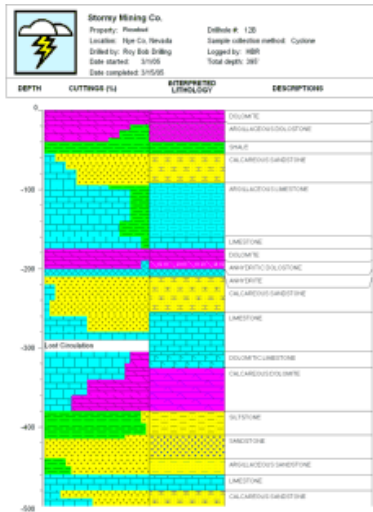 Stormy Mining Co.
Property: Rosebud
Location: Nye Co, Nevada
Drilled by: Roy Bob Drilling
Date started: 3/1/05
Date completed: 3/15/95
Drillhole #: 12B
Sample collection method: Cyclone
Logged by: HBR
Total depth:
DEPTH
CUTTINGS (%)
INTERPRETED
LITHOLOGY
DESCRIPTIONS
0
DOLOMITE
ARGILLACEOUS DOLOSTONE
SHALE
CALCAREOUS SANDSTONE
-100
ARGILLACEOUS LIMESTONE
LIMESTONE
DOLOMITE
-200
ANHYDRITIC DOLOSTONE
ANHYDRITE
CALCAREOUS SANDSTONE
LIMESTONE
-300
Lost Circulation
DOLOMITIC LIMESTONE
CALCAREOUS DOLOMITE
SILTSTONE
-400
SANDSTONE
ARGILLACEOUS SANDSTONE
LIMESTONE
CALCAREOUS SANDSTONE
-500